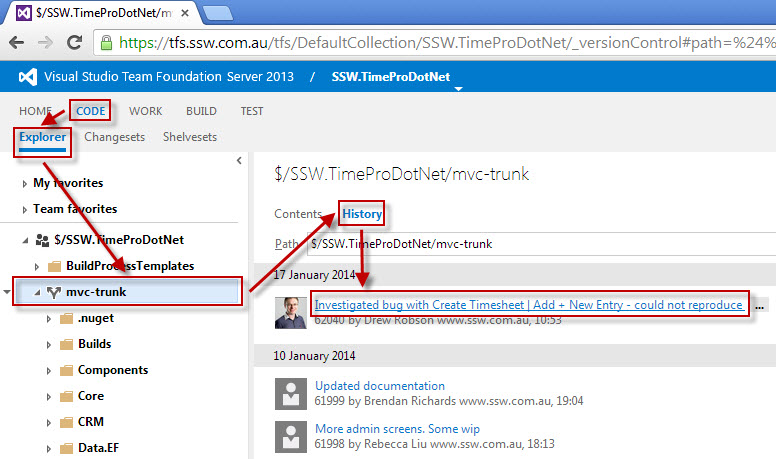 $/SSW.TimeProDotNet/m
https://tfs.ssw.com.au/tfs/DefaultCollection/SSW.TimeProDotNet/_versionControl#path=%24%
Visual Studio Team Foundation Server 2013 / SSW.TimeProDotNet
HOME CODE WORK BUILD TEST
Explorer Changesets Shelvesets
My favorites
Team favorites
$/SSW.TimeProDotNet
BuildProcessTemplates
mvc-trunk
.nuget
Builds
Components
Core
CRM
Data.EF
$/SSW.TimeProDotNet/mvc-trunk
Contents History
Path $/SSW.TimeProDotNet/mvc-trunk
17 January 2014
Investigated bug with Create Timesheet | Add + New Entry - could not reproduce ...
62040 by Drew Robson www.ssw.com.au, 10:53
10 January 2014
Updated documentation
61999 by Brendan Richards www.ssw.com.au, 19:04
More admin screens. Some wip
61998 by Rebecca Liu www.ssw.com.au, 18:13